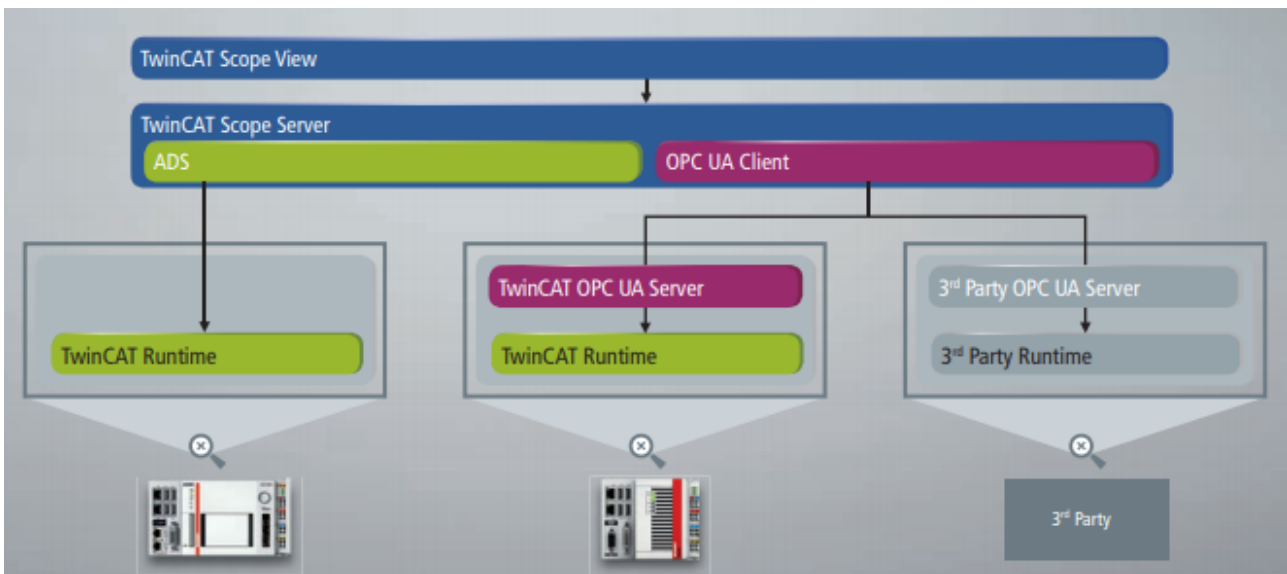 TwinCAT Scope View
TwinCAT Scope Server
ADS
OPC UA Client
TwinCAT OPC UA Server
3rd Party OPC UA Server
TwinCAT Runtime
TwinCAT Runtime
3rd Party Runtime
3rd Party